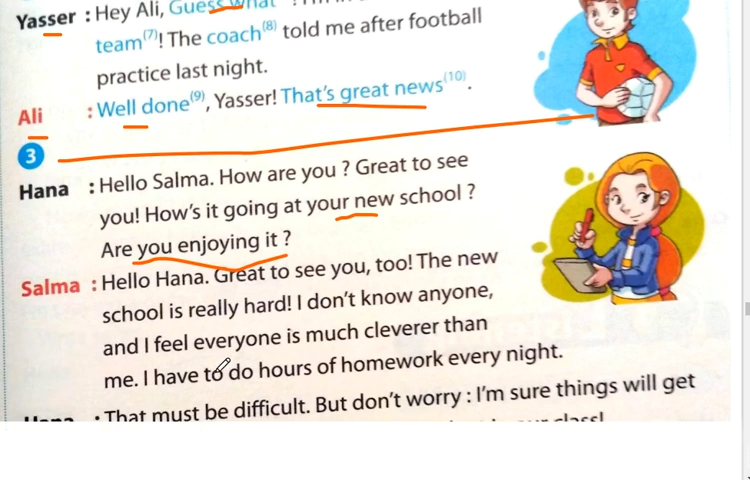 Yasser : Hey Ali, Guess what
team(7)! The coach(8) told me after football
practice last night.
Ali : Well done(9), Yasser! That's great news(10).
3
Hana : Hello Salma. How are you ? Great to see
you! How's it going at your new school ?
Are you enjoying it ?
Salma : Hello Hana. Great to see you, too! The new
school is really hard! I don't know anyone,
and I feel everyone is much cleverer than
me. I have to do hours of homework every night.
Hana : That must be difficult. But don't worry : I'm sure things will get
class!